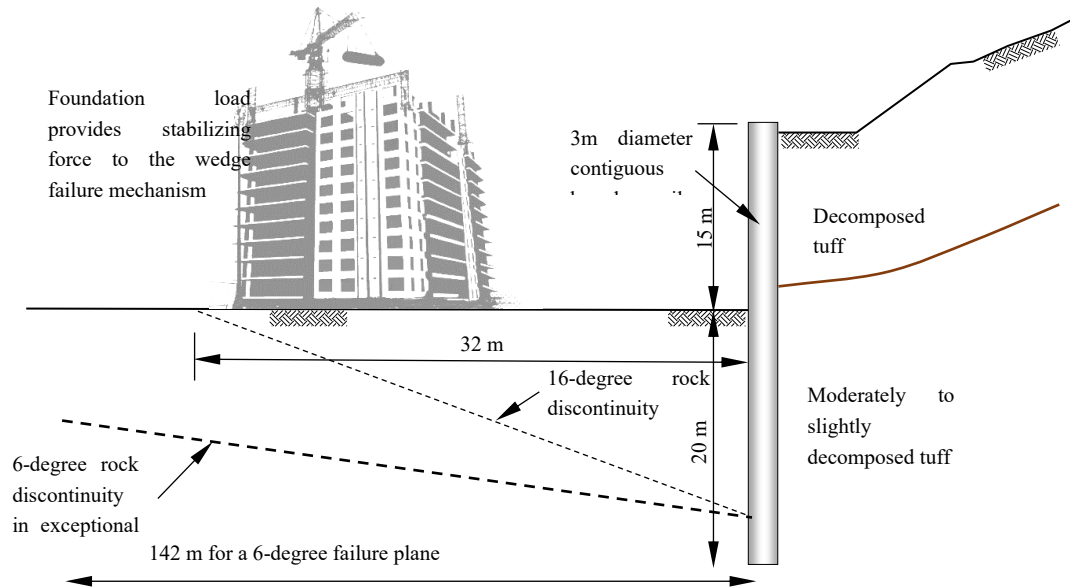 Foundation load
provides stabilizing
force to the wedge
failure mechanism
3m diameter
contiguous
15 m
Decomposed
tuff
32 m
16-degree rock
discontinuity
20 m
Moderately to
slightly
decomposed tuff
6-degree rock
discontinuity
in exceptional
142 m for a 6-degree failure plane